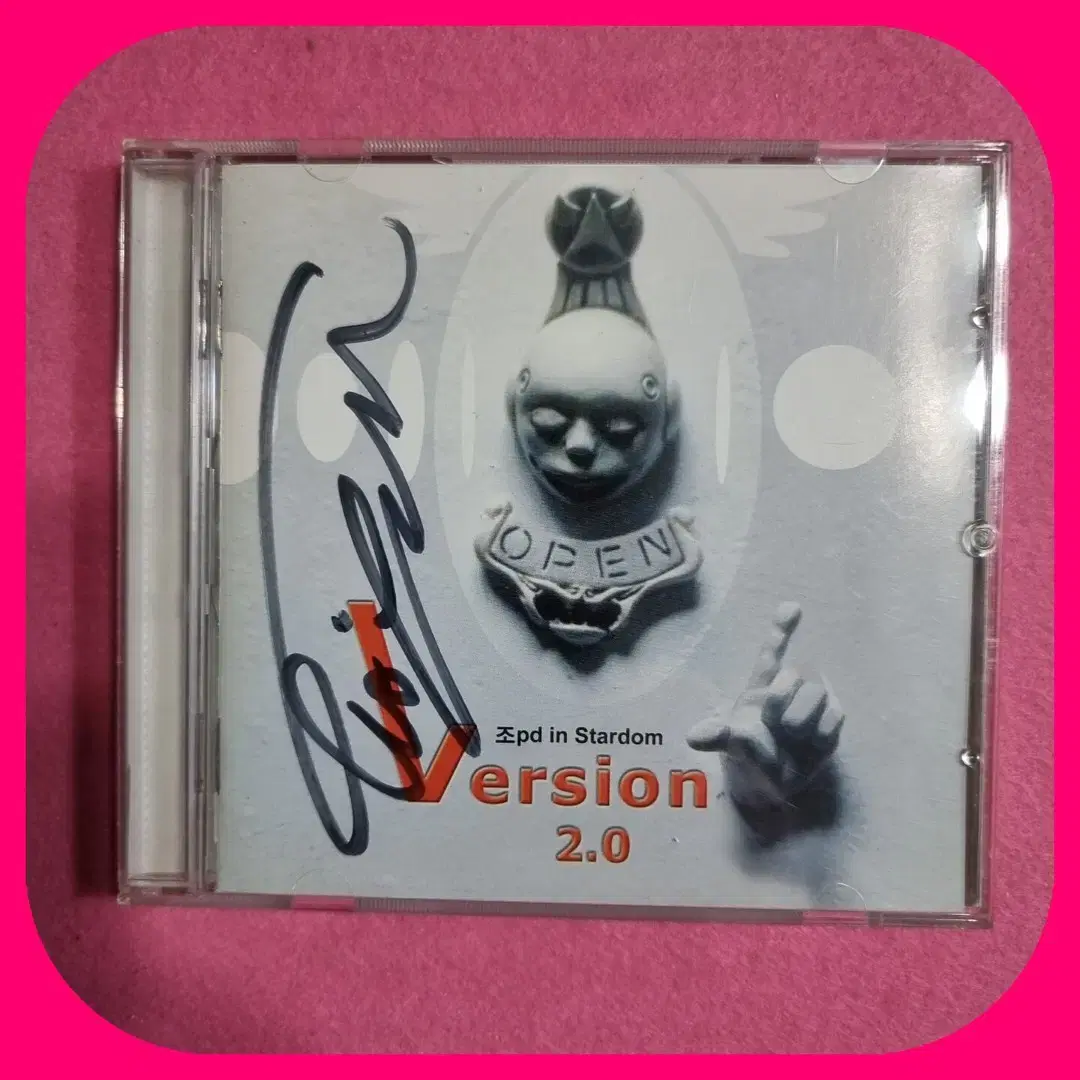 OPEN
조pd in Stardom
Version
2.0